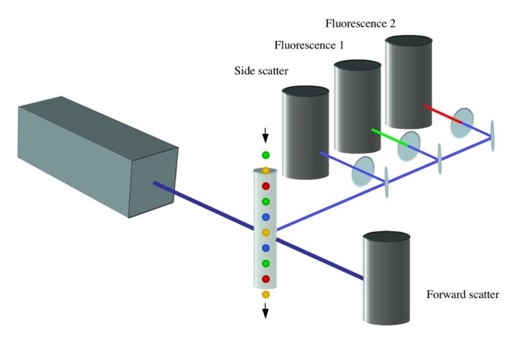 Fluorescence 2
Fluorescence 1
Side scatter
Forward scatter